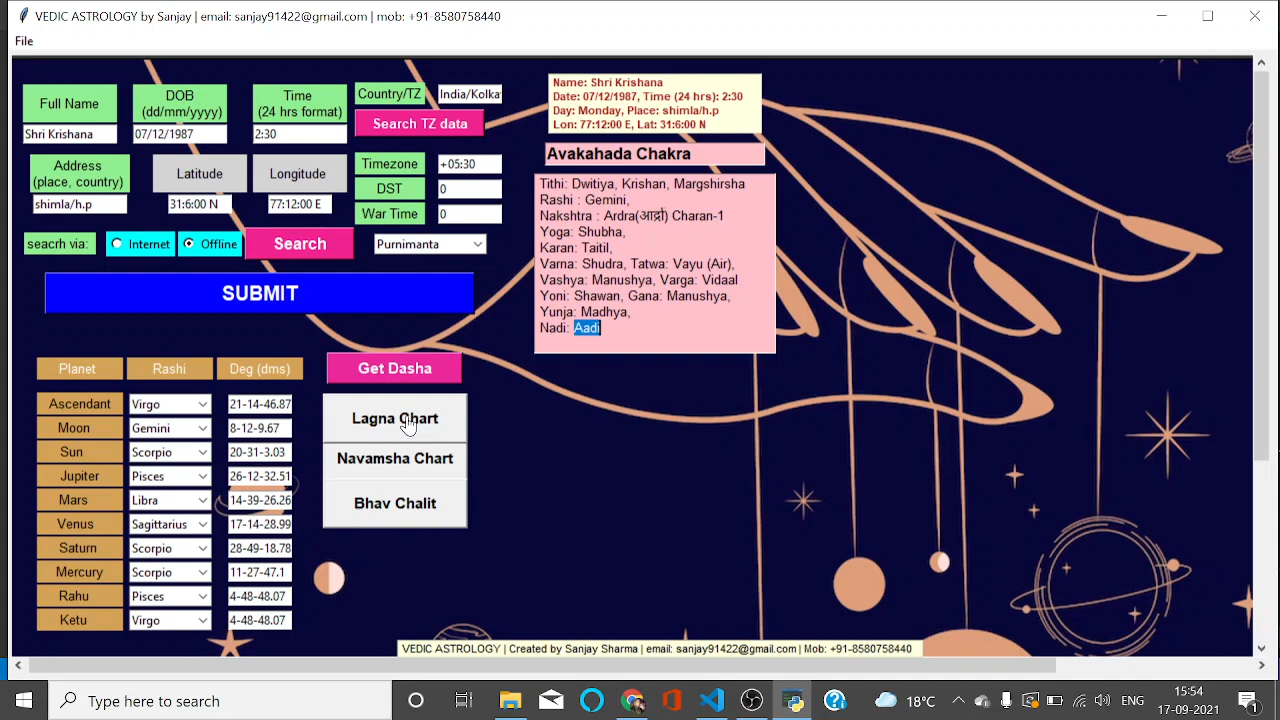 VEDIC ASTROLOGY by Sanjay | email: sanjay91422@gmail.com | mob: +91-8580758440
File
Full Name
DOB
(dd/mm/yyyy)
Time
(24 hrs format)
Country/TZ
India/Kolka
Search TZ data
Shri Krishana
07/12/1987
2:30
Address
(place, country)
Latitude
Longitude
Timezone
+05:30
DST
0
War Time
0
shimla/h.p
31:6:00 N
77:12:00 E
seacrh via:
Internet
Offline
Search
Purnimanta
SUBMIT
Name: Shri Krishana
Date: 07/12/1987, Time (24 hrs): 2:30
Day: Monday, Place: shimla/h.p
Lon: 77:12:00 E, Lat: 31:6:00 N
Avakahada Chakra
Tithi: Dwitiya, Krishan, Margshirsha
Rashi : Gemini,
Nakshtra : Ardra(आर्द्रा) Charan-1
Yoga: Shubha,
Karan: Taitil,
Varna: Shudra, Tatwa: Vayu (Air),
Vashya: Manushya, Varga: Vidaal
Yoni: Shawan, Gana: Manushya,
Yunja: Madhya,
Nadi: Aadi
Planet Rashi Deg (dms)
Ascendant Virgo 21-14-46.87
Moon Gemini 8-12-9.67
Sun Scorpio 20-31-3.03
Jupiter Pisces 26-12-32.51
Mars Libra 14-39-26.26
Venus Sagittarius 17-14-28.99
Saturn Scorpio 28-49-18.78
Mercury Scorpio 11-27-47.1
Rahu Pisces 4-48-48.07
Ketu Virgo 4-48-48.07
Get Dasha
Lagna Chart
Navamsha Chart
Bhav Chalit
VEDIC ASTROLOGY | Created by Sanjay Sharma | email: sanjay91422@gmail.com | Mob: +91-8580758440
Type here to search
18°C
ENG
15:54
17-09-2021
1